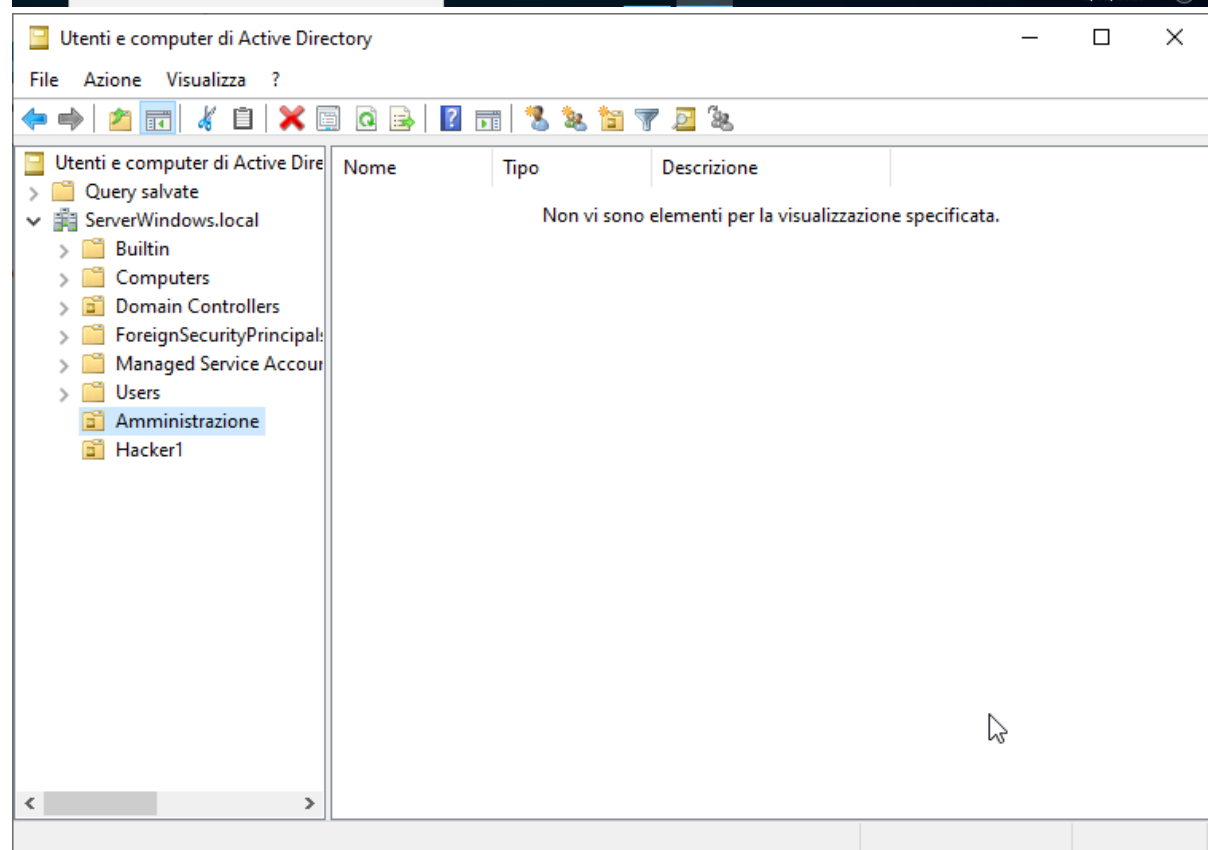 Utenti e computer di Active Directory
File Azione Visualizza ?
Utenti e computer di Active Dire
Nome Tipo Descrizione
Query salvate
Non vi sono elementi per la visualizzazione specificata.
ServerWindows.local
Builtin
Computers
Domain Controllers
ForeignSecurityPrincipals
Managed Service Accour
Users
Amministrazione
Hacker1